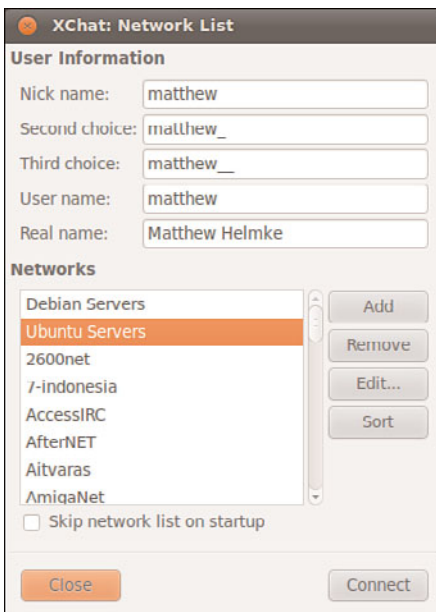 XChat: Network List
User Information
Nick name: matthew
Second choice: matthew_
Third choice: matthew__
User name: matthew
Real name: Matthew Helmke
Networks
Debian Servers
Ubuntu Servers
2600net
7-indonesia
AccessIRC
AfterNET
Aitvaras
AmigaNet
Add
Remove
Edit...
Sort
Skip network list on startup
Close
Connect